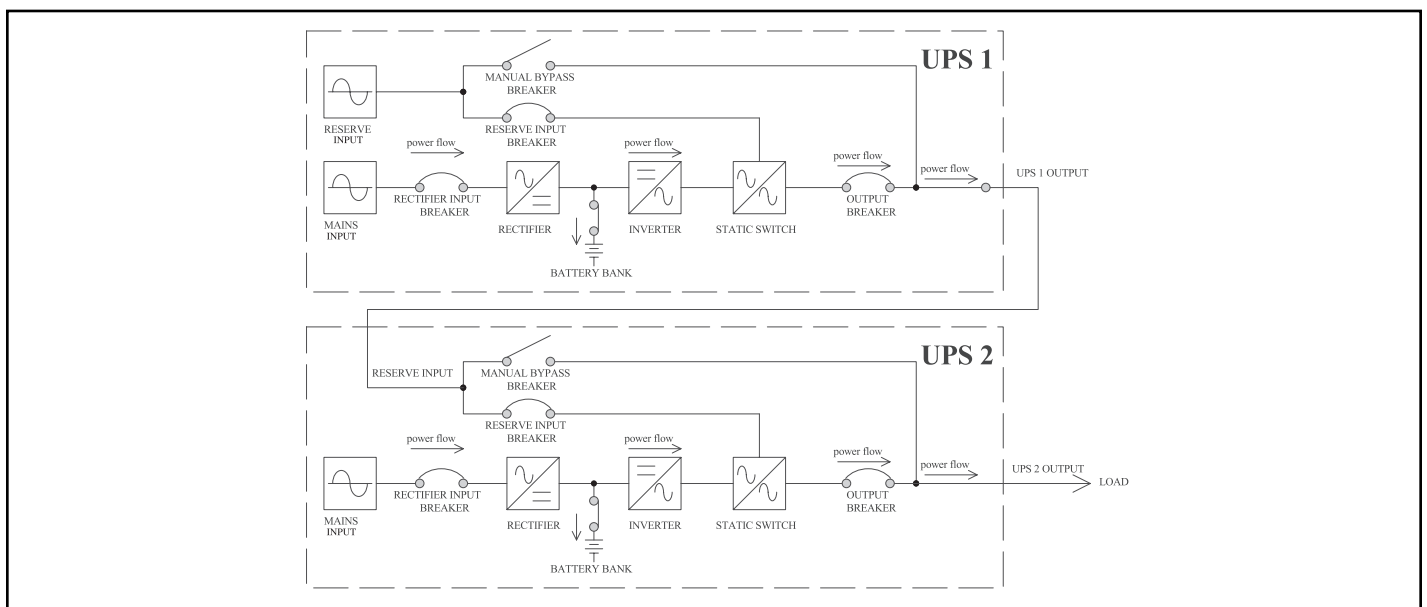 UPS 1
MANUAL BYPASS
BREAKER
RESERVE
INPUT
RESERVE INPUT
BREAKER
power flow
power flow
power flow
power flow
UPS 1 OUTPUT
RECTIFIER INPUT
BREAKER
OUTPUT
BREAKER
MAINS
INPUT
RECTIFIER
INVERTER
STATIC SWITCH
BATTERY BANK
UPS 2
RESERVE INPUT
MANUAL BYPASS
BREAKER
RESERVE INPUT
BREAKER
power flow
power flow
power flow
power flow
UPS 2 OUTPUT
LOAD
RECTIFIER INPUT
BREAKER
OUTPUT
BREAKER
MAINS
INPUT
RECTIFIER
INVERTER
STATIC SWITCH
BATTERY BANK